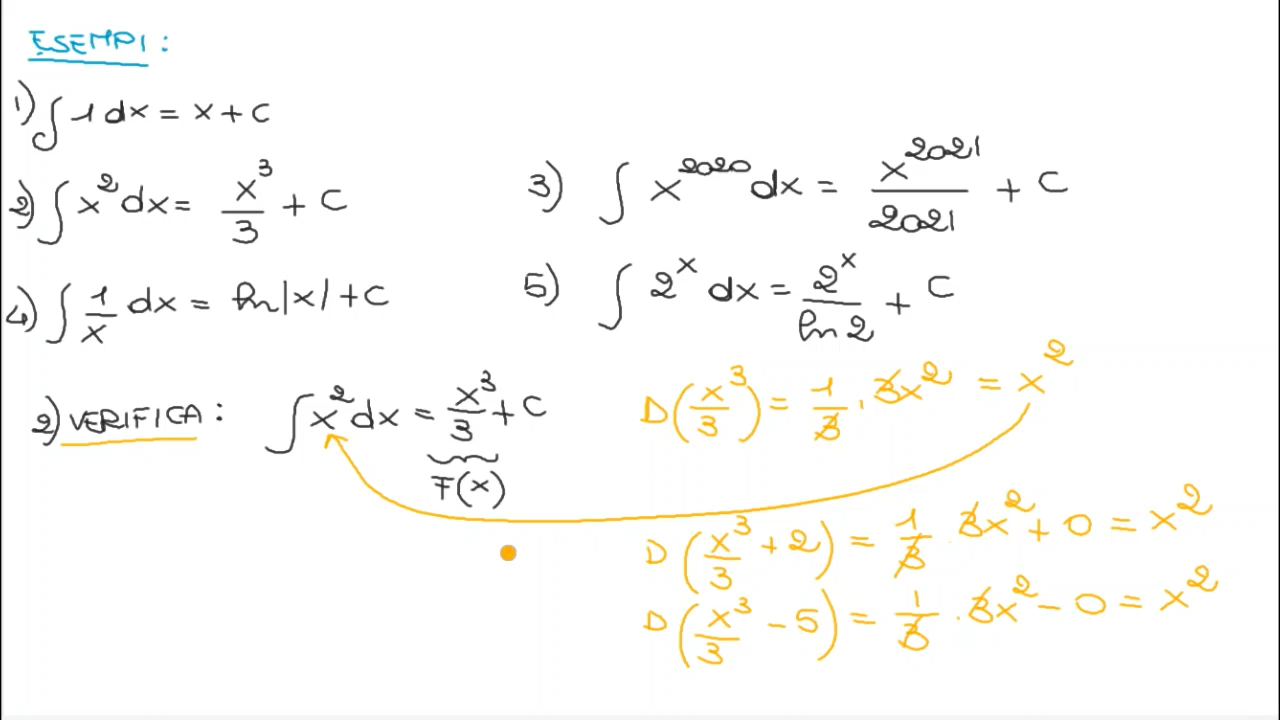 ESEMPI:
1) ∫ 1 dx = x + C
2) ∫ x² dx = x³/3 + C
3) ∫ x²⁰²⁰ dx = x²⁰²¹/2021 + C
4) ∫ 1/x dx = ln|x| + C
5) ∫ 2ˣ dx = 2ˣ/ln 2 + C
2) VERIFICA: ∫ x² dx = x³/3 + C
F(x)
D(x³/3) = 1/3 · 3x² = x²
D(x³/3 + 2) = 1/3 · 3x² + 0 = x²
D(x³/3 - 5) = 1/3 · 3x² - 0 = x²